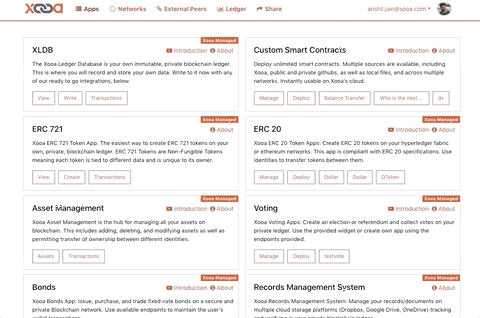 xooa
Apps Networks External Peers Ledger Share arisht.jain@xooa.com
Xooa Managed
XLDB Introduction About
The Xooa Ledger Database is your own immutable, private blockchain ledger.
This is where you will record and store your own data. Write to it now with any
of our ready to go integrations, below.
View Write Transactions
Custom Smart Contracts Introduction About
Deploy unlimited smart contracts. Multiple sources are available, including
Xooa, public and private githubs, as well as local files, and across multiple
networks. Instantly usable on Xooa's cloud.
Manage Deploy Balance Transfer Who is the next ... dx
Xooa Managed
ERC 721 About
Xooa ERC 721 Token App: The easiest way to create ERC 721 tokens on
your own, private, blockchain ledger. ERC 721 Tokens are Non-Fungible Tokens
meaning each token is tied to different data and is unique to its owner.
View Create Transactions
Xooa Managed
ERC 20 Introduction About
Xooa ERC 20 Token Apps: Create ERC 20 tokens on your hyperledger fabric
or ethereum networks. This app is compliant with ERC 20 specifications. Use
identities to transfer tokens between them.
Manage Deploy Dollar Dollar DToken
Xooa Managed
Asset Management Introduction About
Xooa Asset Management is the hub for managing all your assets on
blockchain. This includes adding, deleting, and modifying assets as well as
permitting transfer of ownership between different identities.
Assets Transactions
Xooa Managed
Voting Introduction About
Xooa Voting Apps: Create an election or referendum and collect votes on your
private ledger. Use the provided widget or create own app using the
endpoints provided.
Manage Deploy testvote
Xooa Managed
Bonds Introduction About
Xooa Bonds App: Issue, purchase, and trade fixed-rate bonds on a secure and
private Blockchain network. Use available endpoints to maintain the user's
Xooa Managed
Records Management System Introduction About
Xooa Records Management System: Manage your records/documents on
multiple cloud storage platforms (Dropbox, Google Drive, OneDrive) tracking